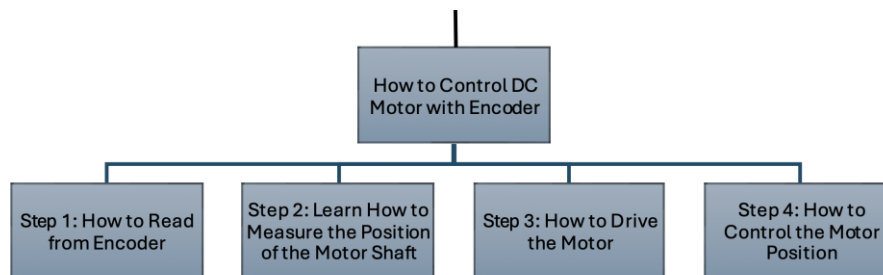 How to Control DC
Motor with Encoder
Step 1: How to Read
from Encoder
Step 2: Learn How to
Measure the Position
of the Motor Shaft
Step 3: How to Drive
the Motor
Step 4: How to
Control the Motor
Position